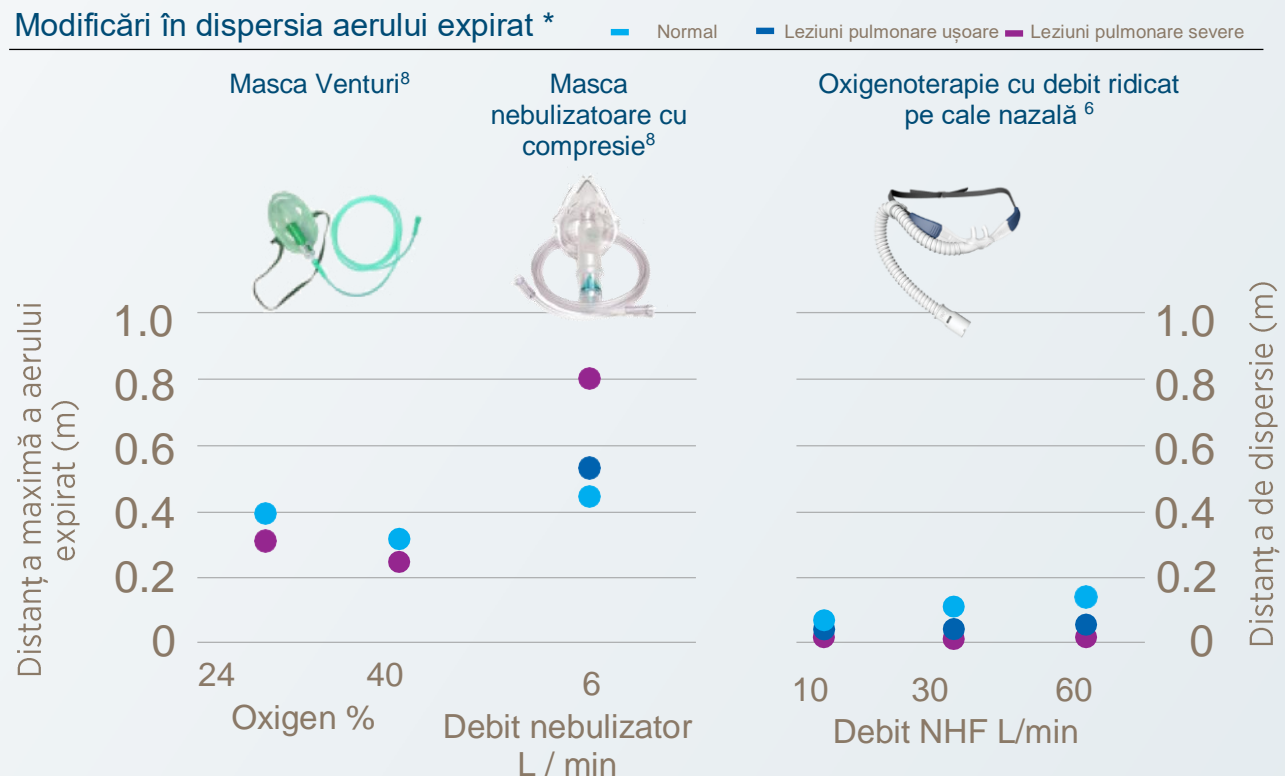 Modificări în dispersia aerului expirat *
Normal
Leziuni pulmonare ușoare
Leziuni pulmonare severe
Masca Venturi⁸
Masca
nebulizatoare cu
compresie⁸
Oxigenoterapie cu debit ridicat
pe cale nazală ⁶
Distanța maximă a aerului
expirat (m)
1.0
0.8
0.6
0.4
0.2
0
24
40
Oxigen %
6
Debit nebulizator
L / min
10
30
60
Debit NHF L/min
1.0
0.8
0.6
0.4
0.2
0
Distanța de dispersie (m)